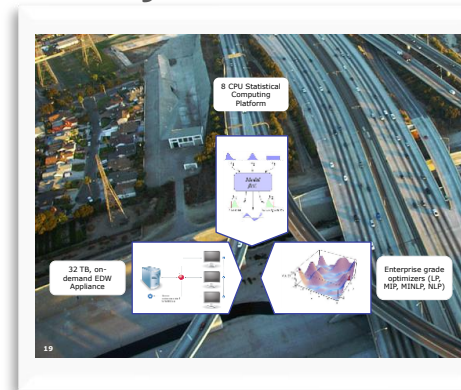 8 CPU Statistical
Computing
Platform
Model
32 TB, on-
demand EDW
Appliance
Enterprise grade
optimizers (LP,
MIP, MINLP, NLP)
19